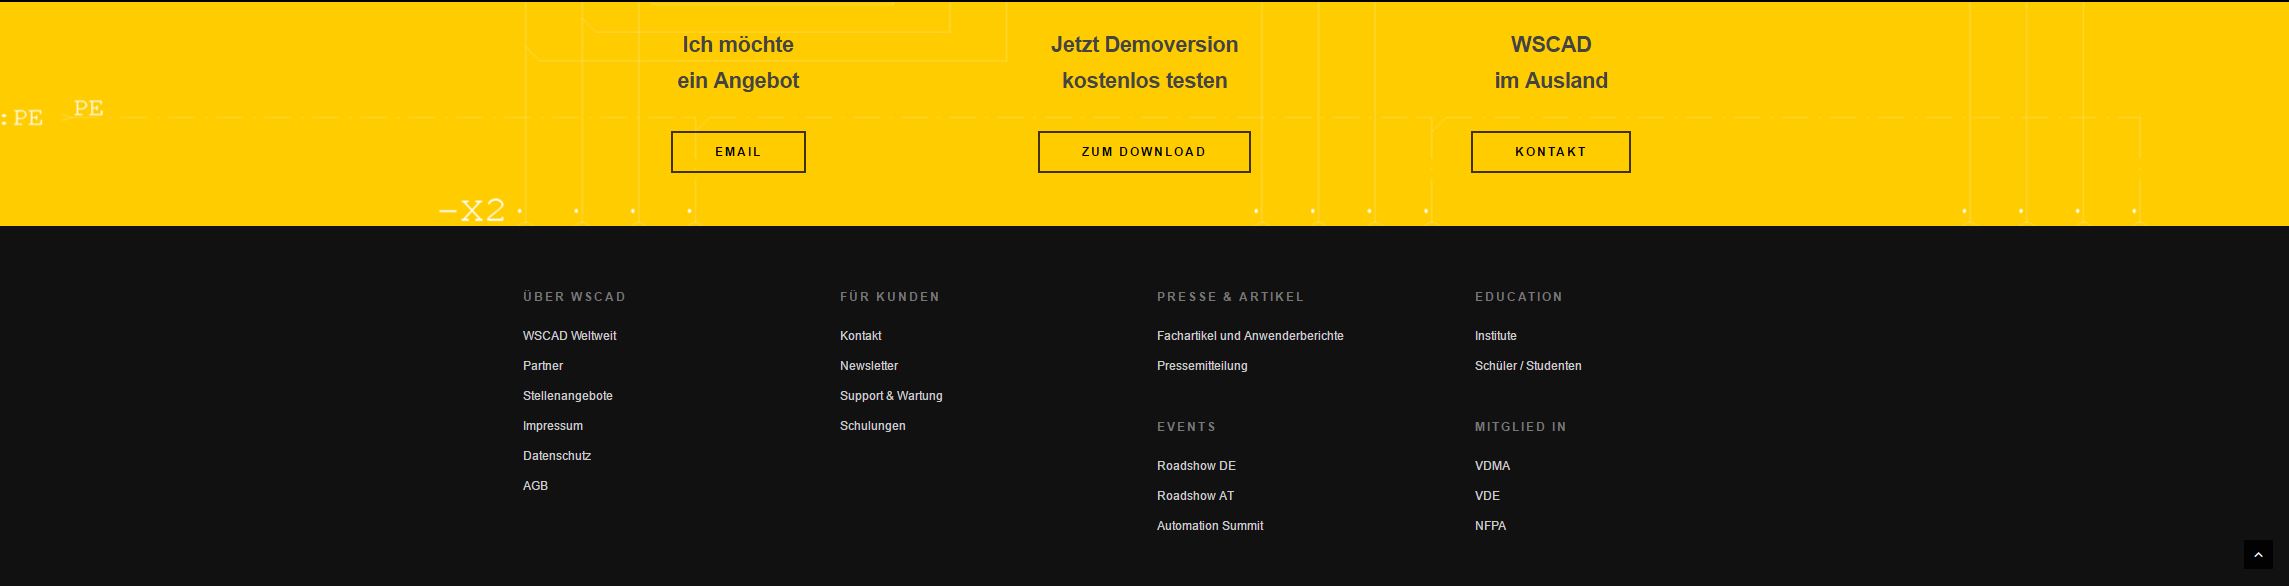 Ich möchte
ein Angebot
EMAIL
Jetzt Demoversion
kostenlos testen
ZUM DOWNLOAD
WSCAD
im Ausland
KONTAKT
:PE
PE
-X2
ÜBER WSCAD
WSCAD Weltweit
Partner
Stellenangebote
Impressum
Datenschutz
AGB
FÜR KUNDEN
Kontakt
Newsletter
Support & Wartung
Schulungen
PRESSE & ARTIKEL
Fachartikel und Anwenderberichte
Pressemitteilung
EVENTS
Roadshow DE
Roadshow AT
Automation Summit
EDUCATION
Institute
Schüler / Studenten
MITGLIED IN
VDMA
VDE
NFPA